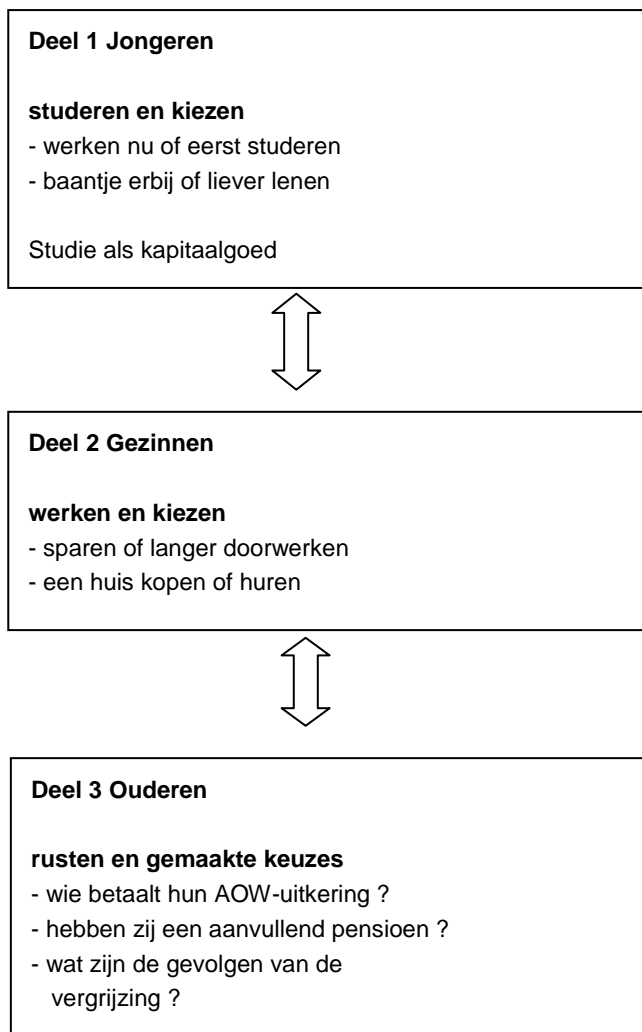 Deel 1 Jongeren
studeren en kiezen
- werken nu of eerst studeren
- baantje erbij of liever lenen
Studie als kapitaalgoed
Deel 2 Gezinnen
werken en kiezen
- sparen of langer doorwerken
- een huis kopen of huren
Deel 3 Ouderen
rusten en gemaakte keuzes
- wie betaalt hun AOW-uitkering ?
- hebben zij een aanvullend pensioen ?
- wat zijn de gevolgen van de
vergrijzing ?